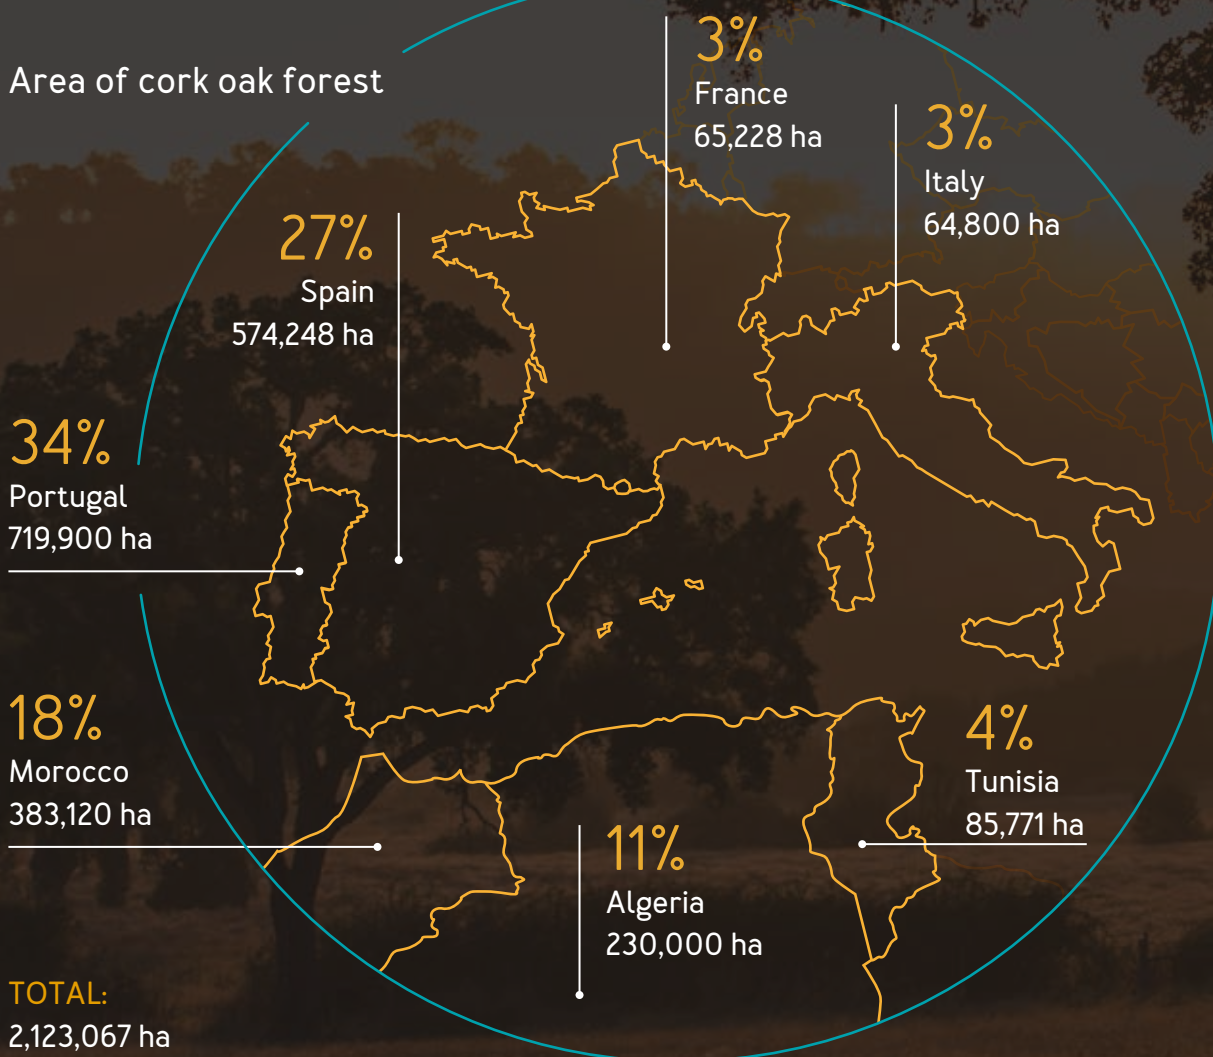 Area of cork oak forest
3%
France
65,228 ha
3%
Italy
64,800 ha
27%
Spain
574,248 ha
34%
Portugal
719,900 ha
18%
Morocco
383,120 ha
4%
Tunisia
85,771 ha
11%
Algeria
230,000 ha
TOTAL:
2,123,067 ha